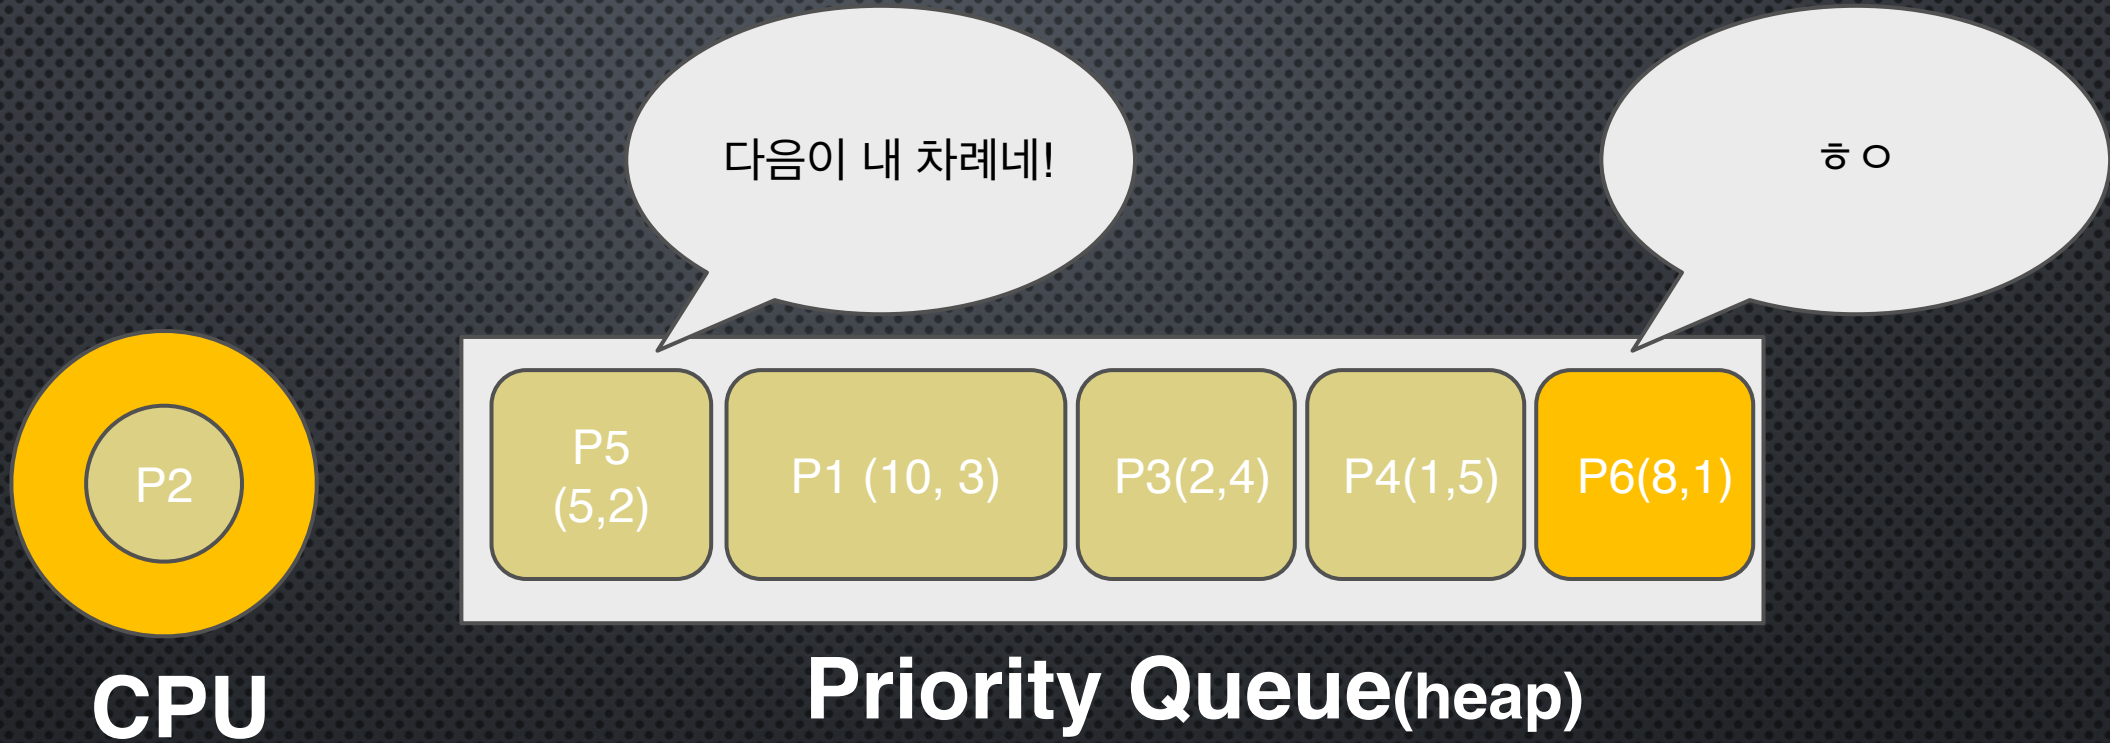 다음이 내 차례네!
ㅎㅇ
P2
P5
(5,2)
P1 (10, 3)
P3(2,4)
P4(1,5)
P6(8,1)
CPU
Priority Queue(heap)